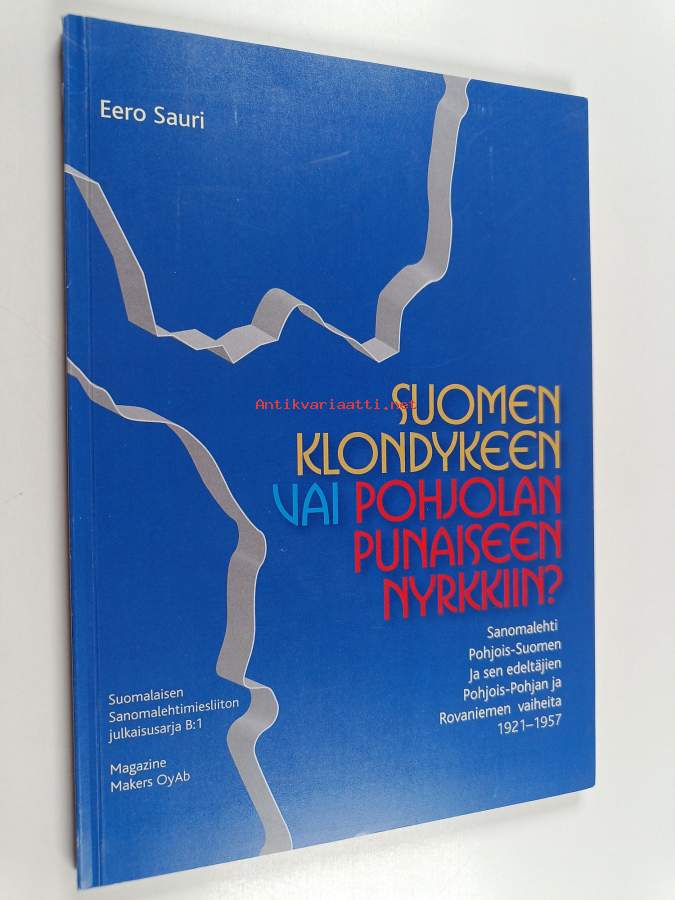 Eero Sauri
Antikvariaatti.net
SUOMEN
KLONDYKEEN
VAI POHJOLAN
PUNAISEEN
NYRKKIIN?
Sanomalehti
Pohjois-Suomen
Ja sen edeltäjien
Pohjois-Pohjan ja
Rovaniemen vaiheita
1921–1957
Suomalaisen
Sanomalehtimiesliiton
julkaisusarja B:1
Magazine
Makers OyAb